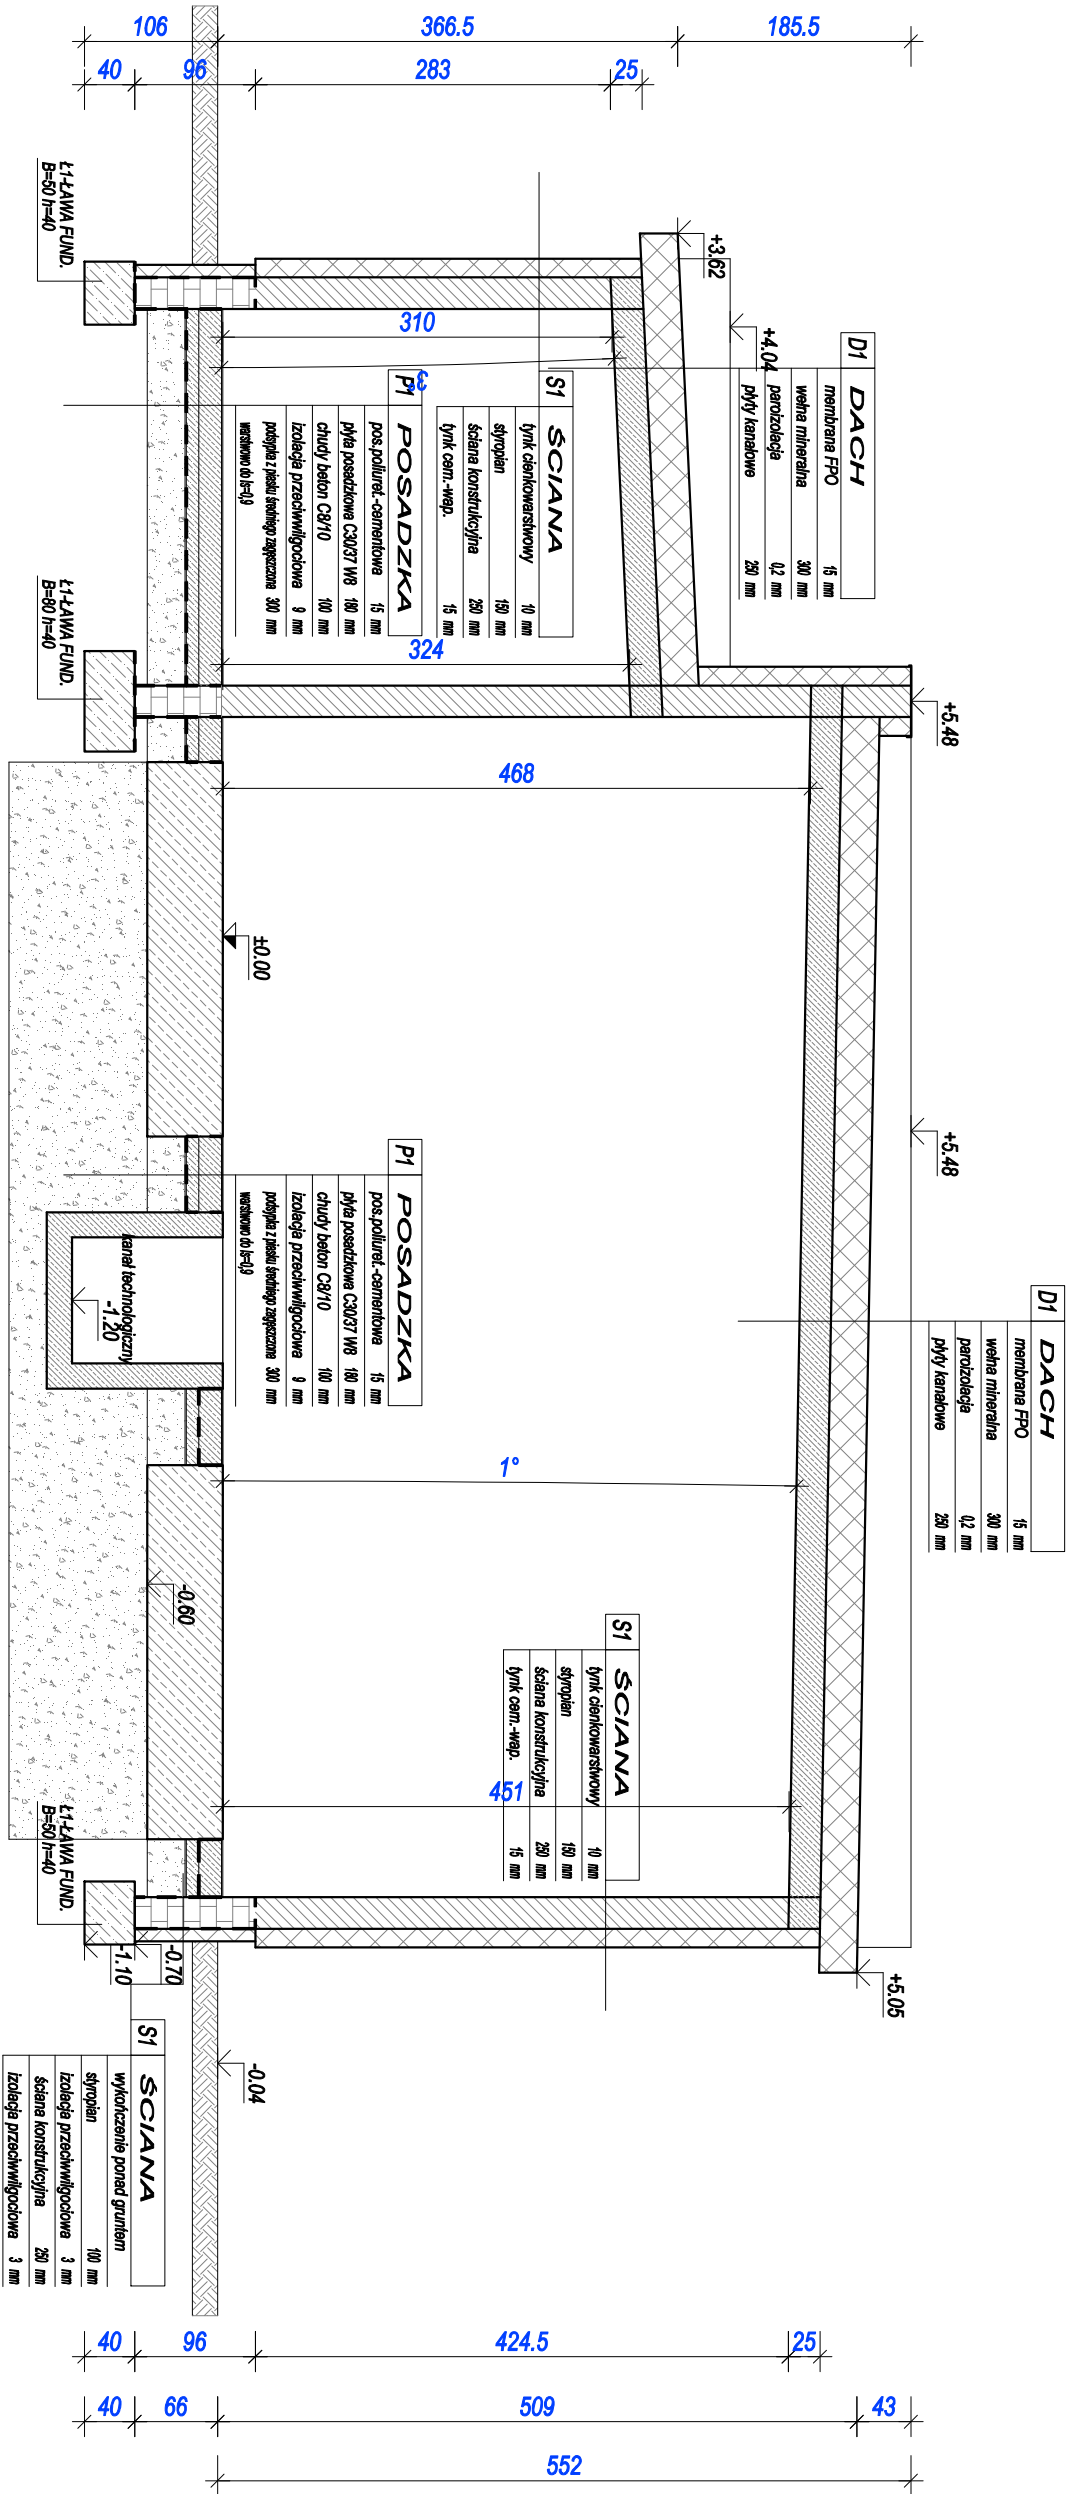 106
366.5
185.5
40
96
283
25
Ł1-ŁAWA FUND.
B=50 h=40
+3.62
+4.04
D1 DACH
membrana FPO 15 mm
wełna mineralna 300 mm
paroizolacja 0,2 mm
płyty kanałowe 250 mm
310
3°
S1 ŚCIANA
tynk cienkowarstwowy 10 mm
styropian 150 mm
ściana konstrukcyjna 250 mm
tynk cem.-wap. 15 mm
P1 POSADZKA
pos.poliuret.-cementowa 15 mm
płyta posadzkowa C30/37 W8 180 mm
chudy beton C8/10 100 mm
izolacja przeciwwilgociowa 9 mm
podsypka z piasku średniego zagęszczona 300 mm
warstwowo do Is=0,9
Ł1-ŁAWA FUND.
B=80 h=40
324
+5.48
468
±0.00
+5.48
P1 POSADZKA
pos.poliuret.-cementowa 15 mm
płyta posadzkowa C30/37 W8 180 mm
chudy beton C8/10 100 mm
izolacja przeciwwilgociowa 9 mm
podsypka z piasku średniego zagęszczona 300 mm
warstwowo do Is=0,9
kanał technologiczny
-1.20
D1 DACH
membrana FPO 15 mm
wełna mineralna 300 mm
paroizolacja 0,2 mm
płyty kanałowe 250 mm
1°
-0.60
S1 ŚCIANA
tynk cienkowarstwowy 10 mm
styropian 150 mm
ściana konstrukcyjna 250 mm
tynk cem.-wap. 15 mm
451
Ł1-ŁAWA FUND.
B=50 h=40
-0.70
-1.10
+5.05
-0.04
S1 ŚCIANA
wykończenie ponad gruntem
styropian 100 mm
izolacja przeciwwilgociowa 3 mm
ściana konstrukcyjna 250 mm
izolacja przeciwwilgociowa 3 mm
40
96
424.5
25
40
66
509
43
552